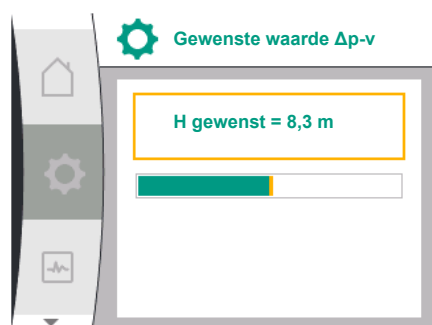 Gewenste waarde Δp-v
H gewenst = 8,3 m